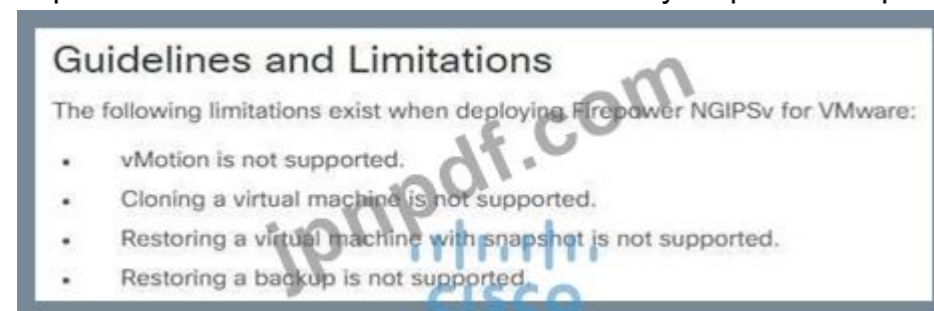 Guidelines and Limitations
The following limitations exist when deploying Firepower NGIPSv for VMware:
• vMotion is not supported.
• Cloning a virtual machine is not supported.
• Restoring a virtual machine with snapshot is not supported.
• Restoring a backup is not supported.
jpnpdf.com
CISCO